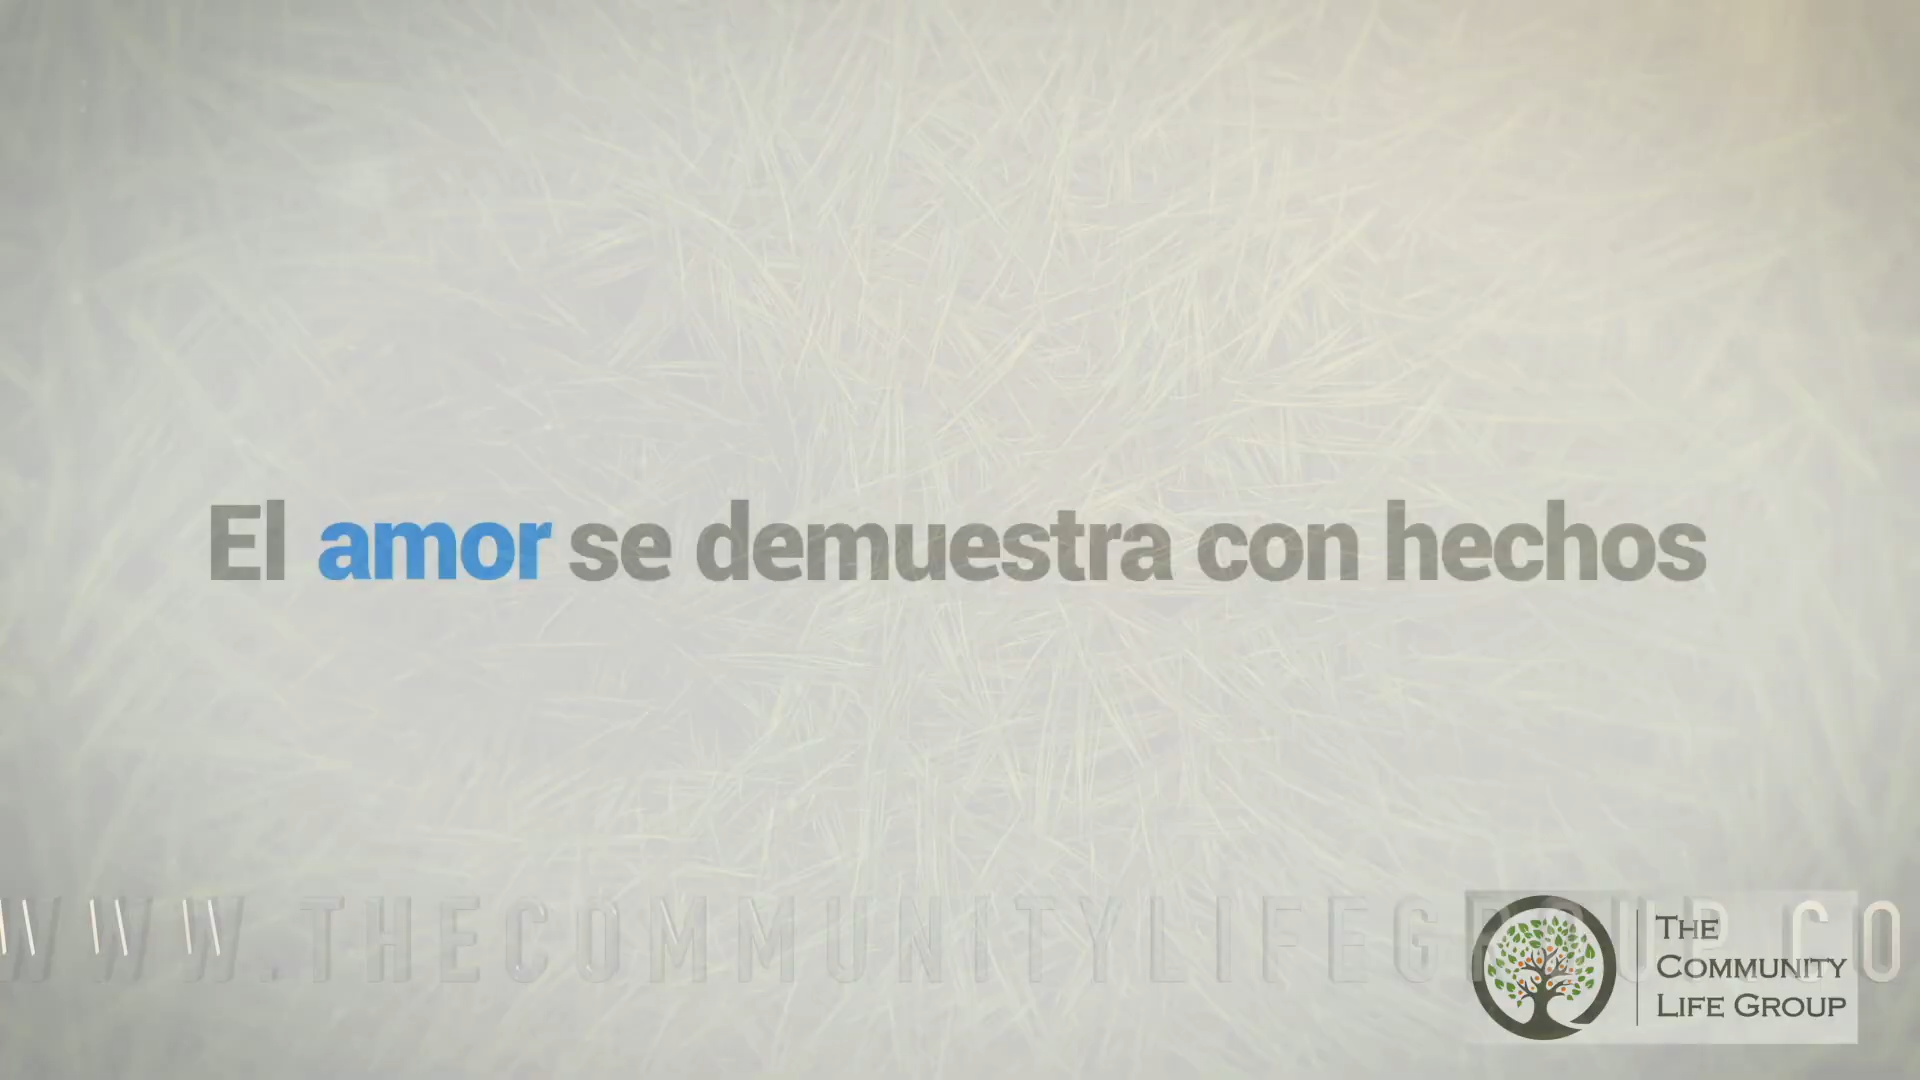 El amor se demuestra con hechos
WWW.THECOMMUNITYLIFEGROUP.CO
THE
COMMUNITY
LIFE GROUP